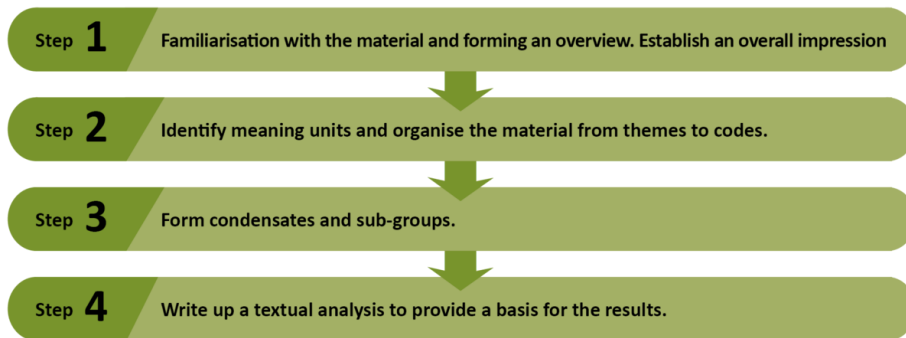 Step 1 Familiarisation with the material and forming an overview. Establish an overall impression
Step 2 Identify meaning units and organise the material from themes to codes.
Step 3 Form condensates and sub-groups.
Step 4 Write up a textual analysis to provide a basis for the results.